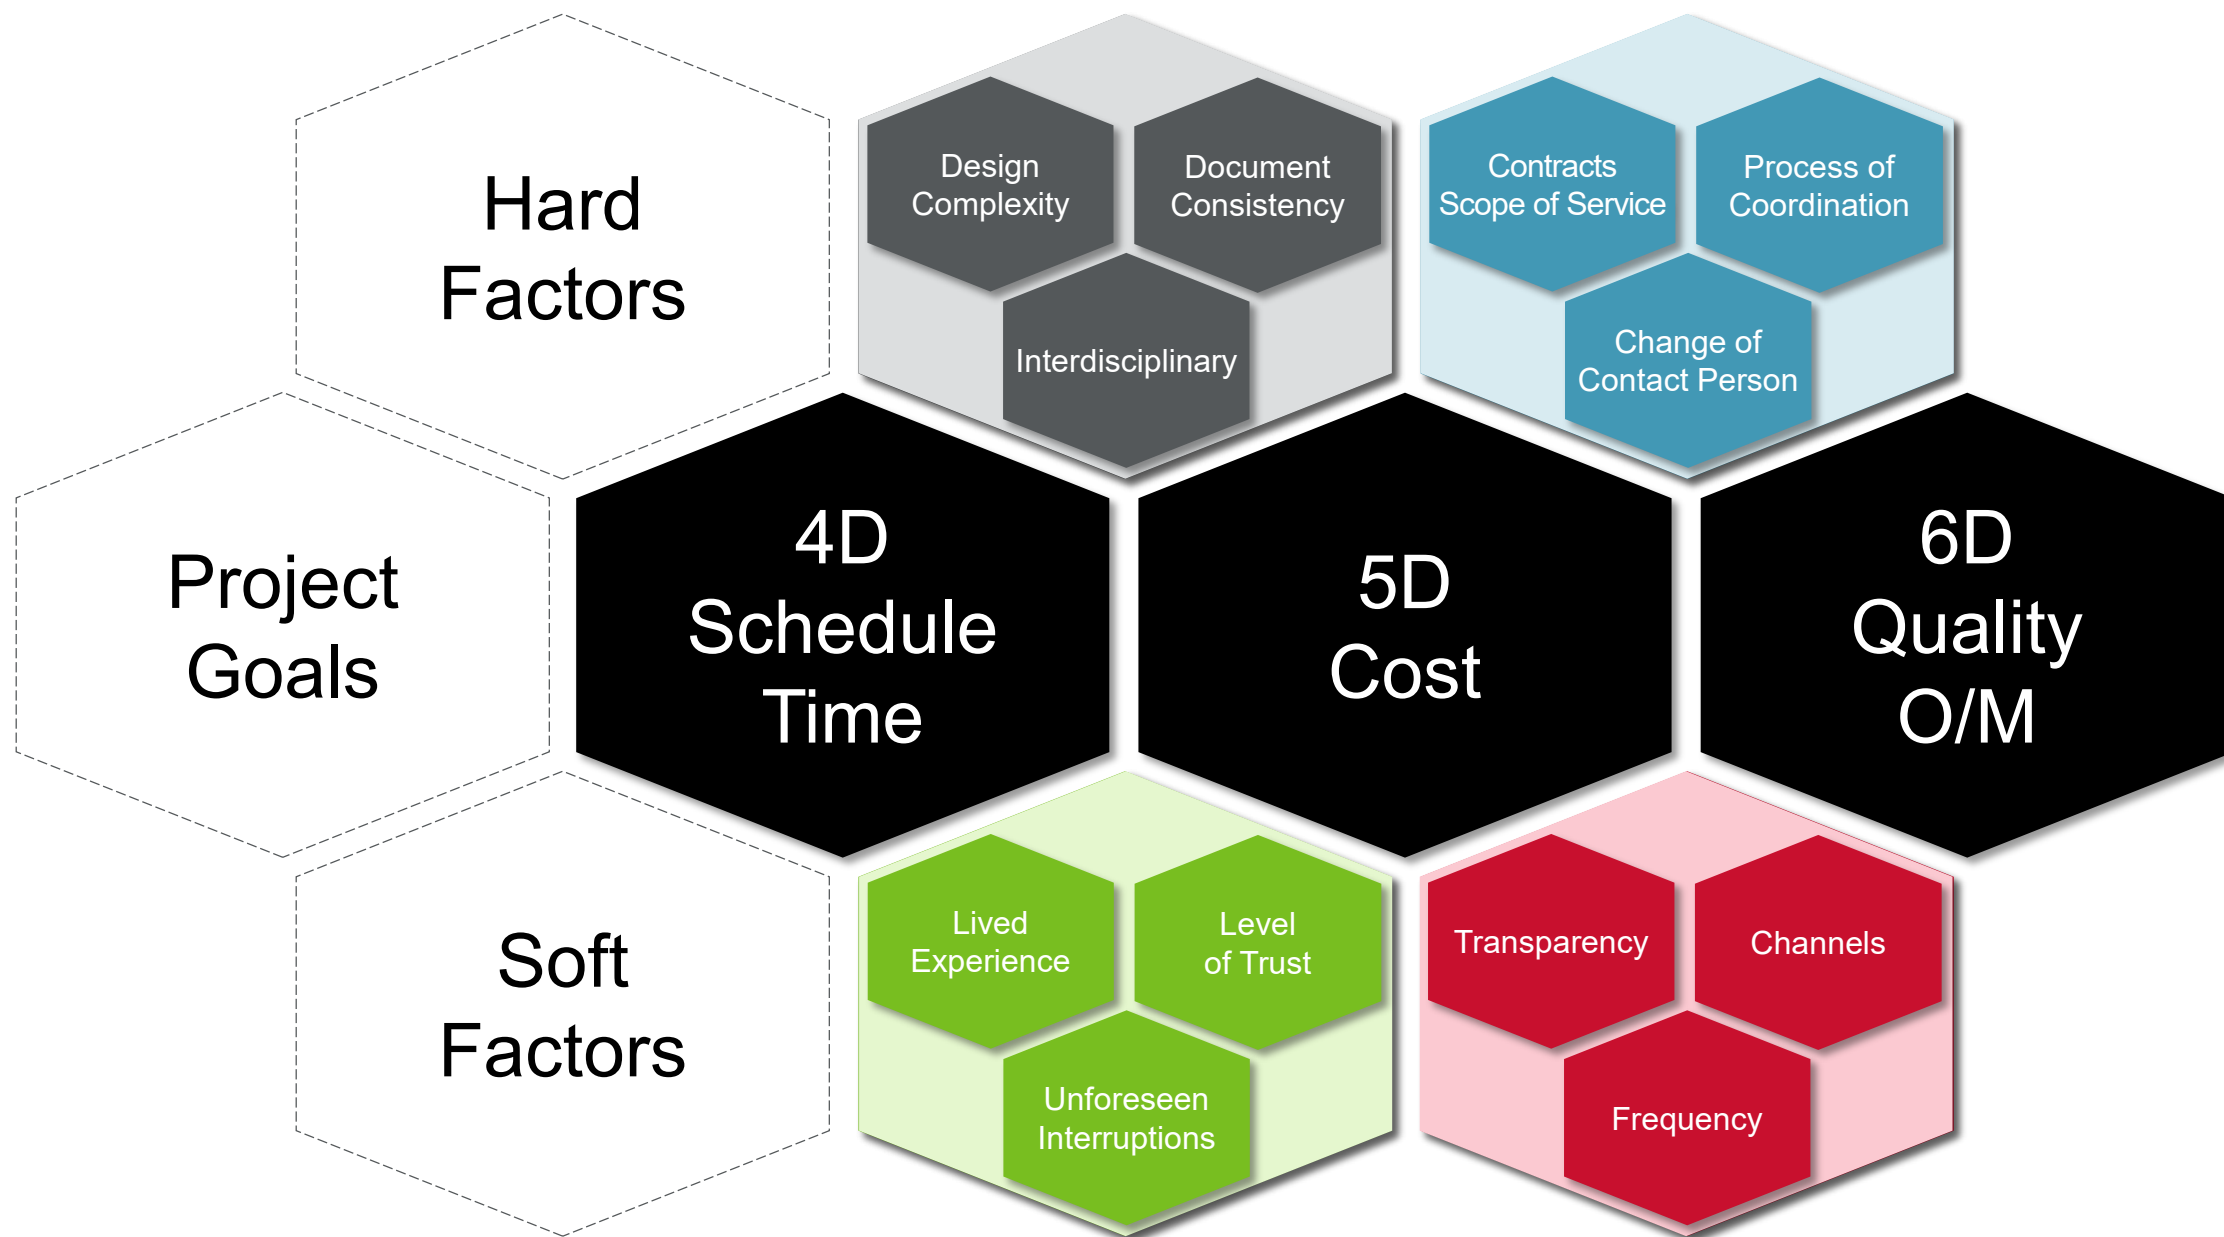 Hard
Factors
Design
Complexity
Document
Consistency
Interdisciplinary
Contracts
Scope of Service
Process of
Coordination
Change of
Contact Person
Project
Goals
4D
Schedule
Time
5D
Cost
6D
Quality
O/M
Soft
Factors
Lived
Experience
Level
of Trust
Unforeseen
Interruptions
Transparency
Channels
Frequency